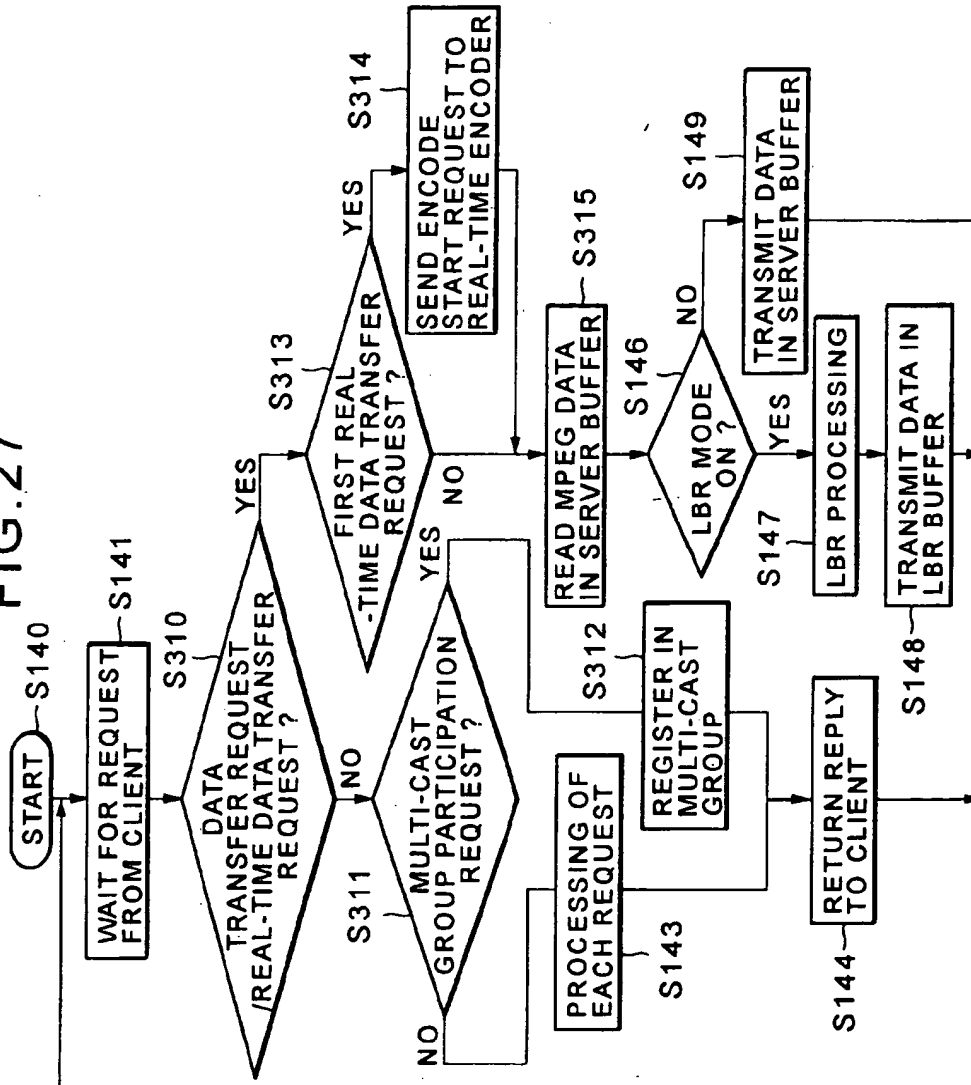 FIG.27
START
S140
WAIT FOR REQUEST
FROM CLIENT
S141
DATA
TRANSFER REQUEST
/REAL-TIME DATA TRANSFER
REQUEST ?
S310
YES
NO
FIRST REAL
-TIME DATA TRANSFER
REQUEST ?
S313
YES
NO
SEND ENCODE
START REQUEST TO
REAL-TIME ENCODER
S314
MULTI-CAST
GROUP PARTICIPATION
REQUEST ?
S311
YES
NO
READ MPEG DATA
IN SERVER BUFFER
S315
PROCESSING OF
EACH REQUEST
S143
REGISTER IN
MULTI-CAST
GROUP
S312
LBR MODE
ON ?
S146
NO
YES
TRANSMIT DATA
IN SERVER BUFFER
S149
LBR PROCESSING
S147
TRANSMIT DATA IN
LBR BUFFER
S148
RETURN REPLY
TO CLIENT
S144